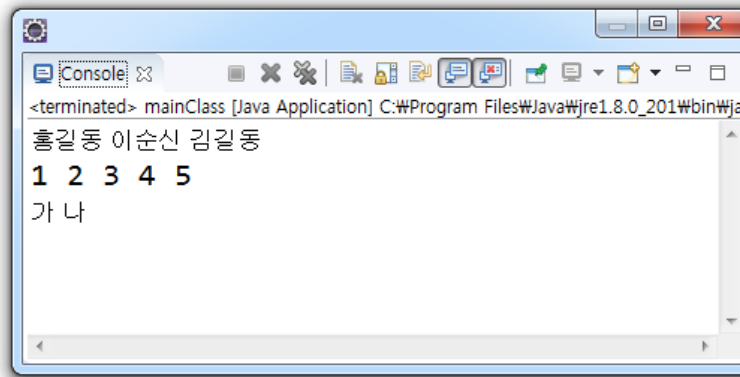 Console
<terminated> mainClass [Java Application] C:₩Program Files₩Java₩jre1.8.0_201₩bin₩ja
홍길동 이순신 김길동
1 2 3 4 5
가 나